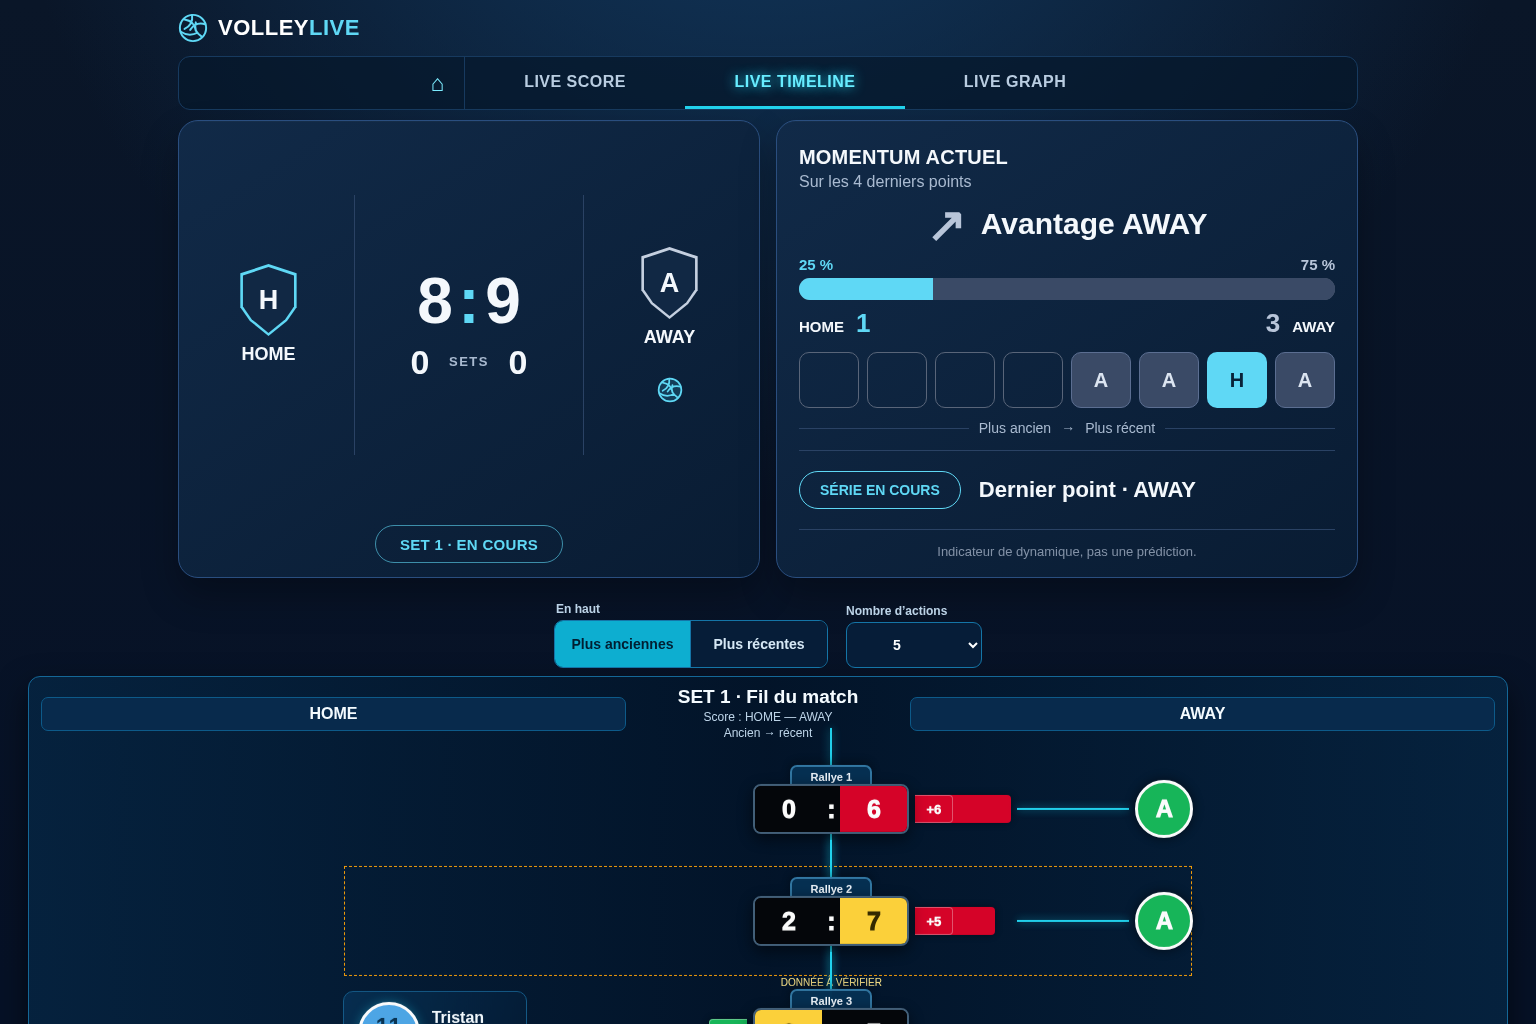 VOLLEYLIVE
LIVE SCORE
LIVE TIMELINE
LIVE GRAPH
H
HOME
8:9
0 SETS 0
A
AWAY
SET 1 · EN COURS
MOMENTUM ACTUEL
Sur les 4 derniers points
↗ Avantage AWAY
25 % 75 %
HOME 1 3 AWAY
A A H A
Plus ancien → Plus récent
SÉRIE EN COURS Dernier point · AWAY
Indicateur de dynamique, pas une prédiction.
En haut
Plus anciennes Plus récentes
Nombre d’actions
5
HOME
SET 1 · Fil du match
Score : HOME — AWAY
Ancien → récent
AWAY
Rallye 1
0 : 6 +6 A
Rallye 2
2 : 7 +5 A
DONNÉE À VÉRIFIER
Rallye 3
11 Tristan